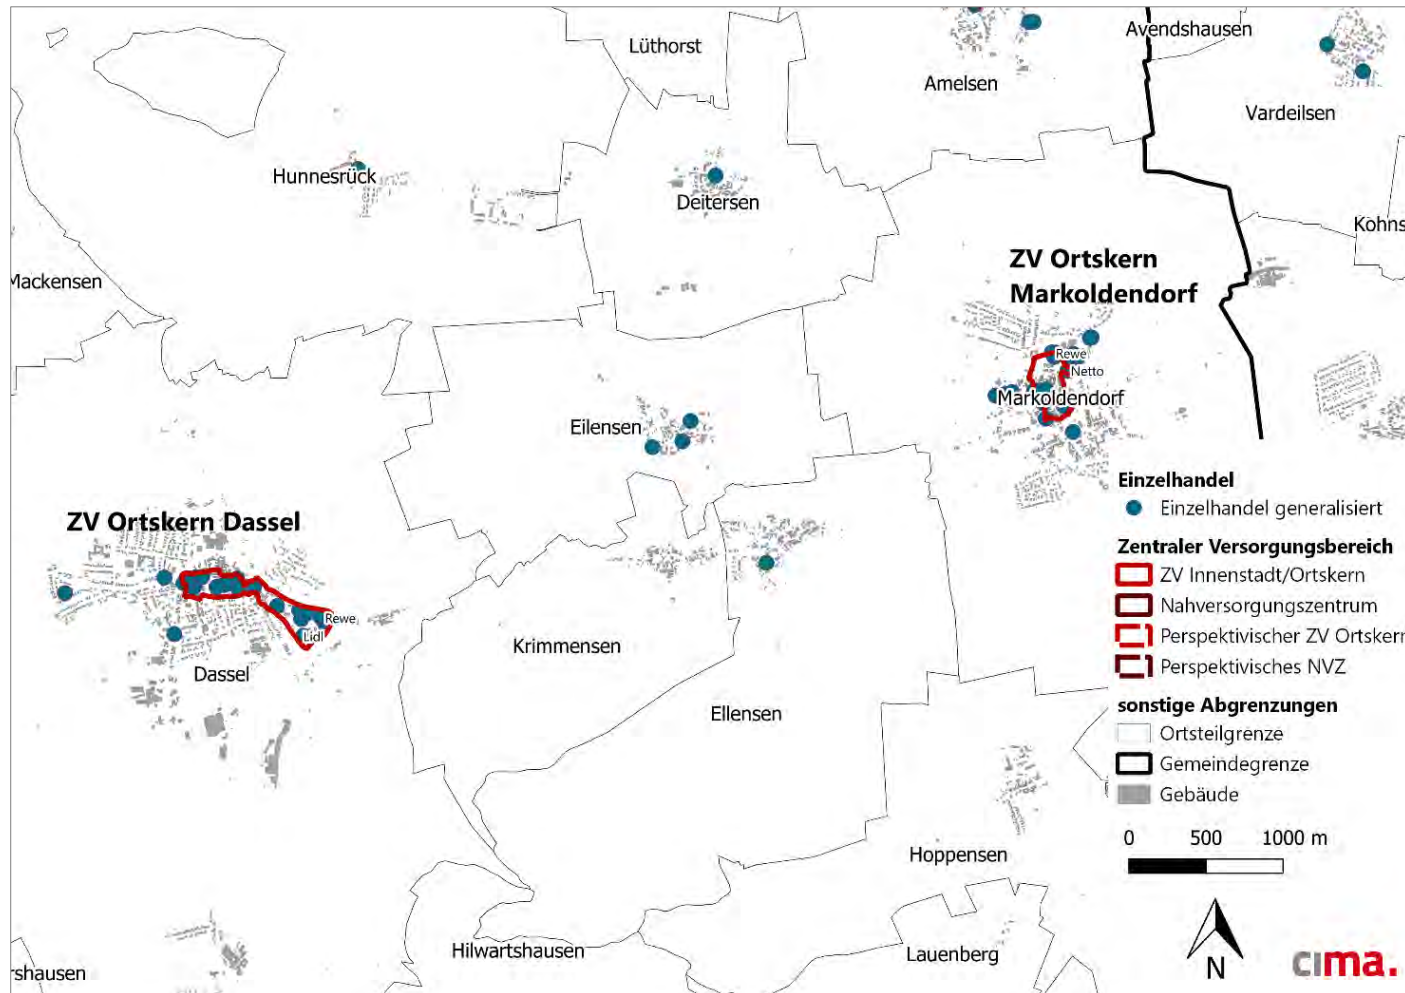 Lüthorst
Avendshausen
Amelsen
Vardeilsen
Hunnesrück
Deitersen
Kohns
Mackensen
ZV Ortskern
Markoldendorf
Rewe
Netto
Markoldendorf
Eilensen
ZV Ortskern Dassel
Rewe
Lidl
Dassel
Krimmensen
Ellensen
Hoppensen
Hilwartshausen
Lauenberg
rshausen
Einzelhandel
Einzelhandel generalisiert
Zentraler Versorgungsbereich
ZV Innenstadt/Ortskern
Nahversorgungszentrum
Perspektivischer ZV Ortskern
Perspektivisches NVZ
sonstige Abgrenzungen
Ortsteilgrenze
Gemeindegrenze
Gebäude
0 500 1000 m
N
cima.